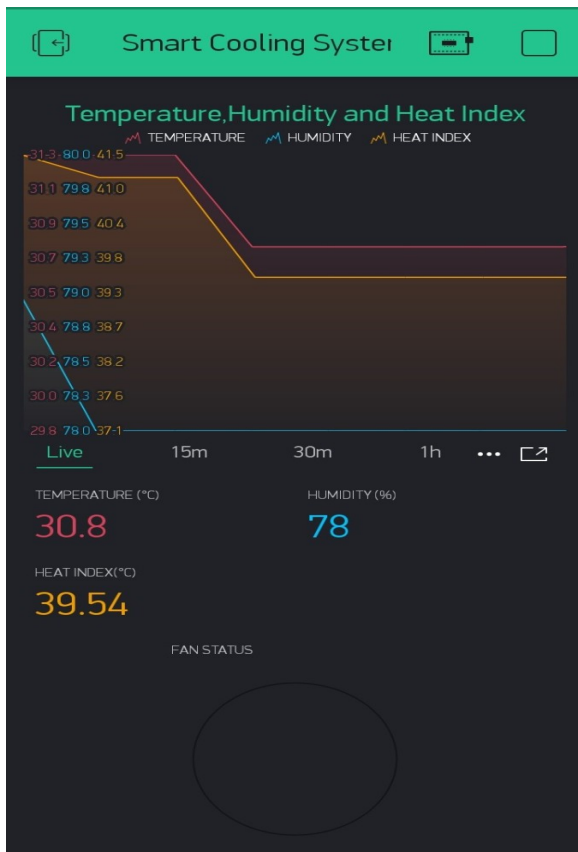 Smart Cooling System
Temperature,Humidity and Heat Index
TEMPERATURE HUMIDITY HEAT INDEX
31.3 80.0 41.5
31.1 79.8 41.0
30.9 79.5 40.4
30.7 79.3 39.8
30.5 79.0 39.3
30.4 78.8 38.7
30.2 78.5 38.2
30.0 78.3 37.6
29.8 78.0 37.1
Live 15m 30m 1h
TEMPERATURE (°C) HUMIDITY (%)
30.8 78
HEAT INDEX(°C)
39.54
FAN STATUS